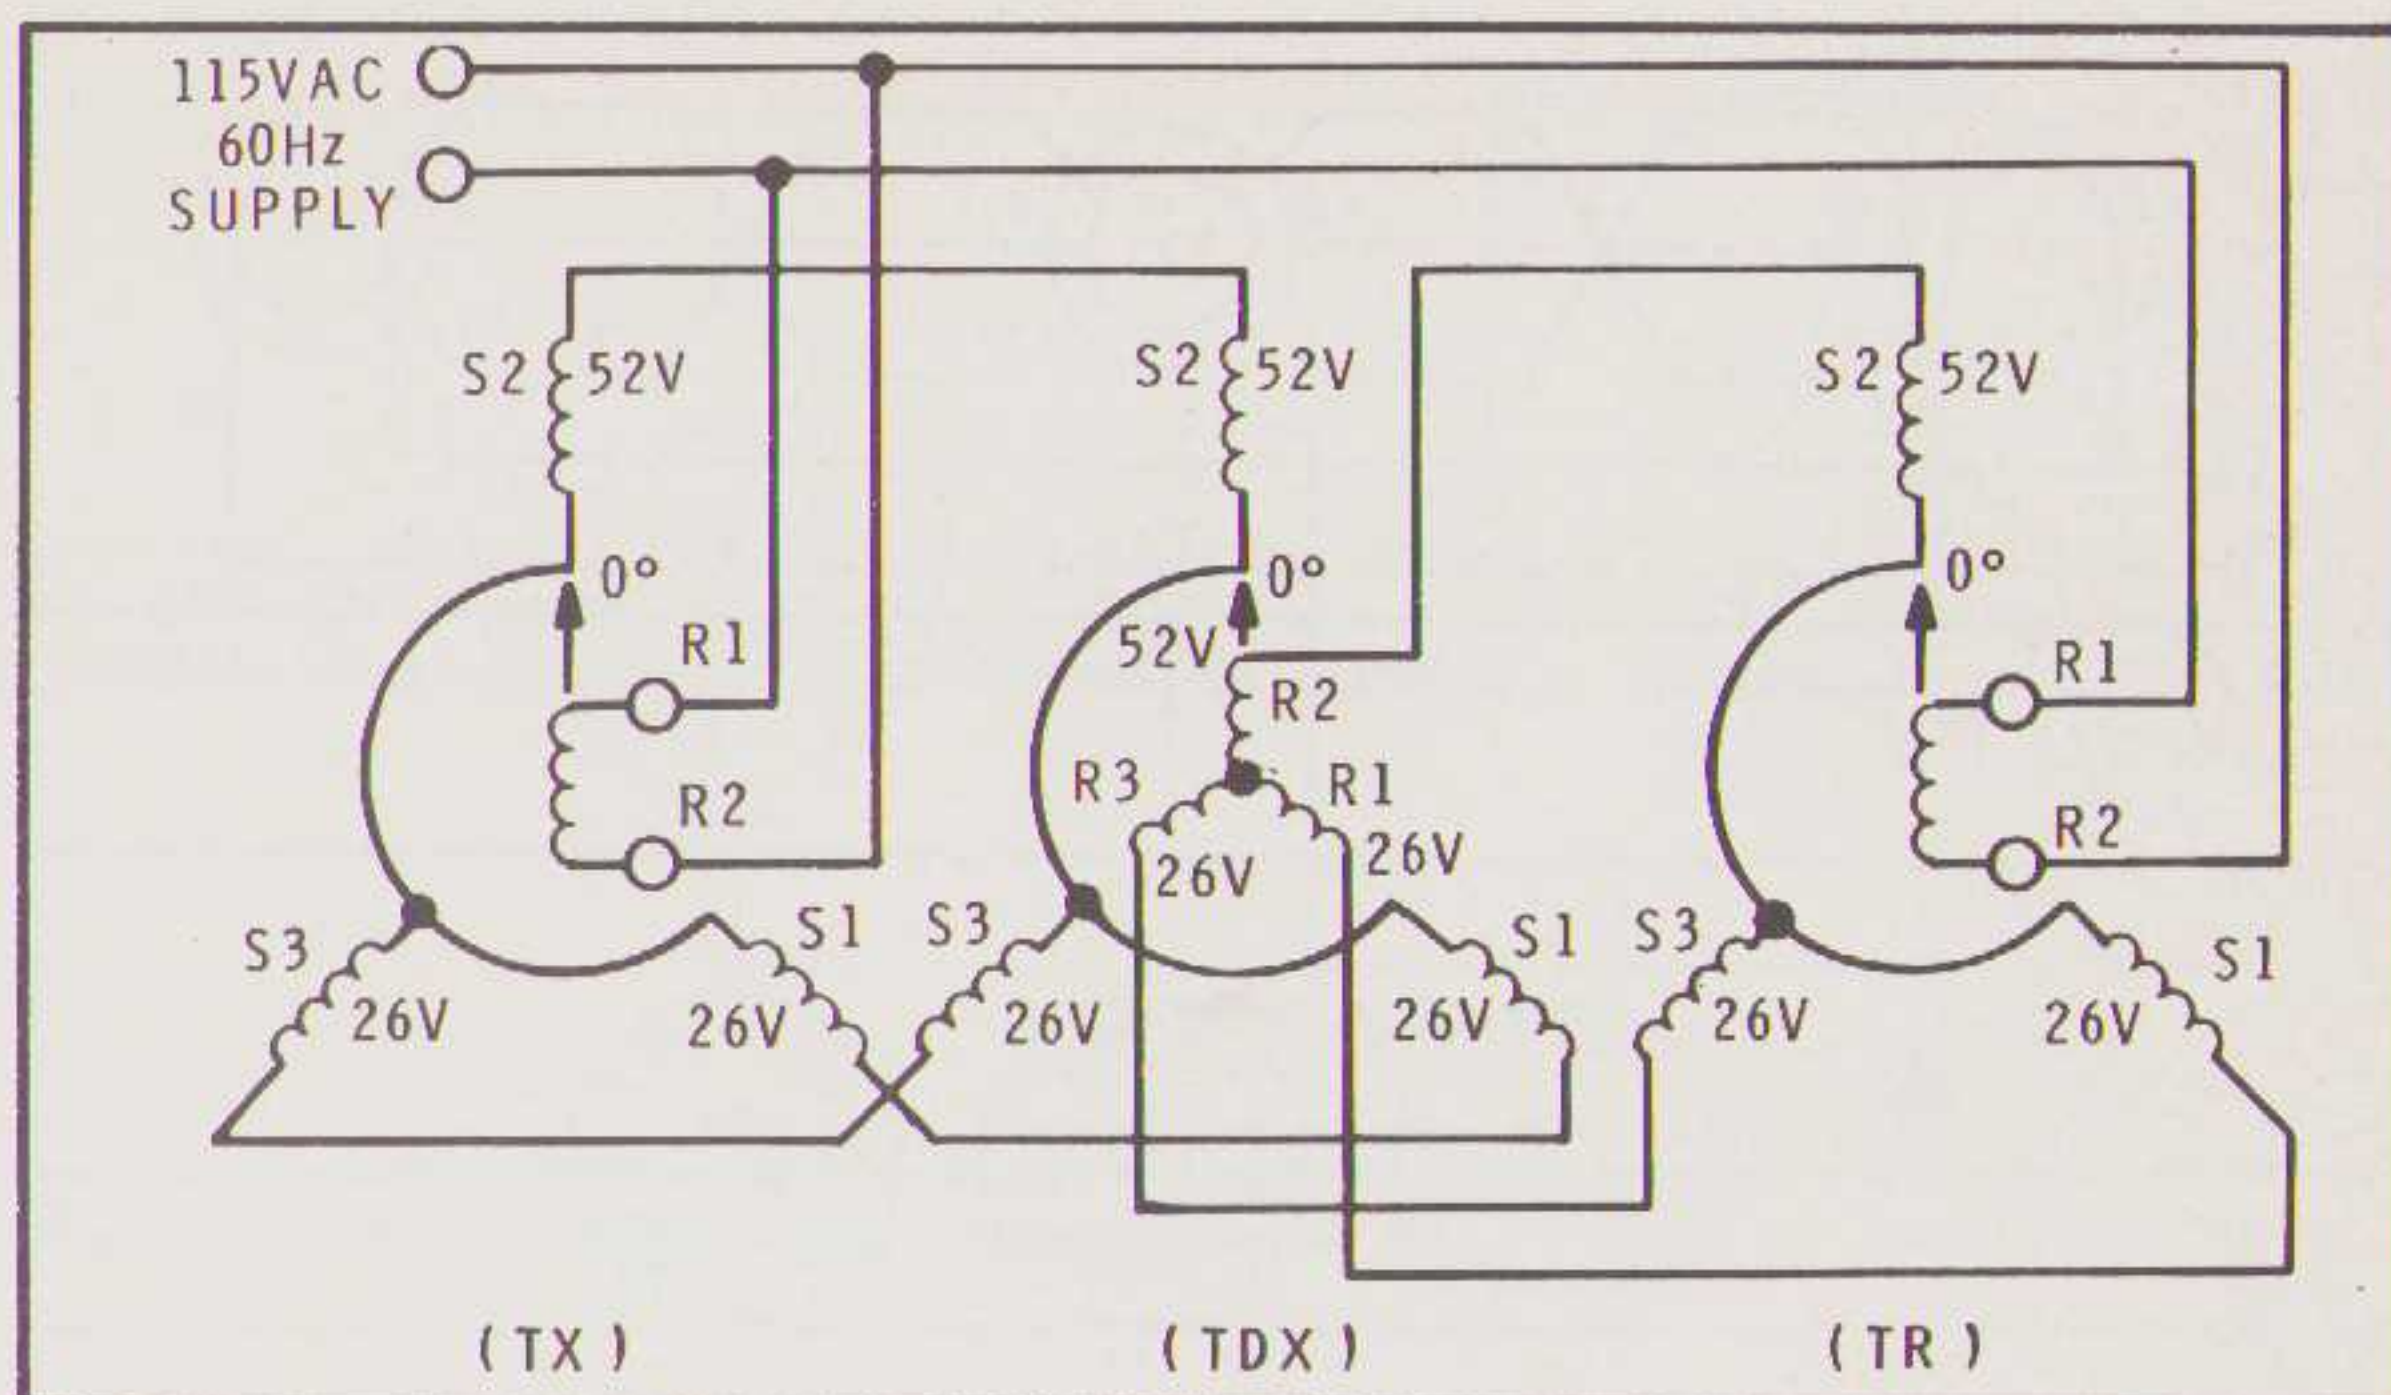 115VAC
60Hz
SUPPLY
S2 52V
S2 52V
S2 52V
0°
0°
0°
R1
52V
R2
R1
R3
R1
R2
26V
26V
R2
S3
26V
S1
26V
S3
26V
S1
26V
S3
26V
S1
26V
(TX)
(TDX)
(TR)